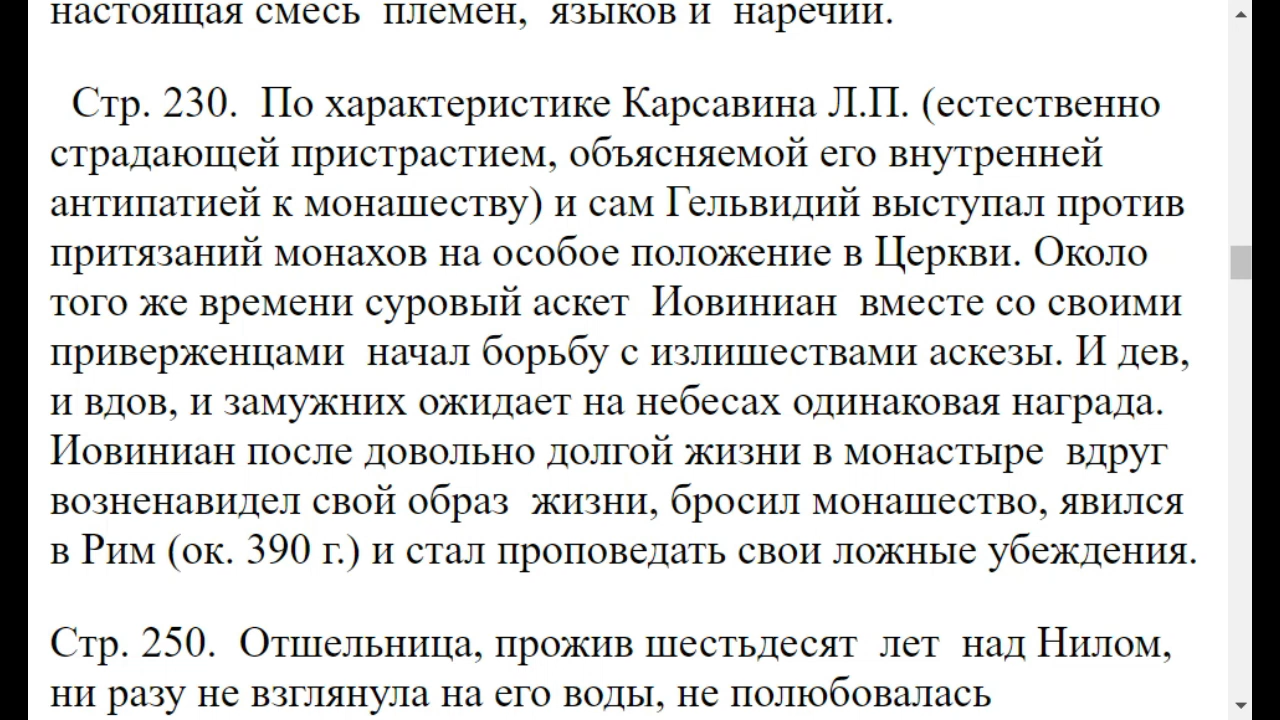 настоящая смесь племен, языков и наречий.
Стр. 230. По характеристике Карсавина Л.П. (естественно
страдающей пристрастием, объясняемой его внутренней
антипатией к монашеству) и сам Гельвидий выступал против
притязаний монахов на особое положение в Церкви. Около
того же времени суровый аскет Иовиниан вместе со своими
приверженцами начал борьбу с излишествами аскезы. И дев,
и вдов, и замужних ожидает на небесах одинаковая награда.
Иовиниан после довольно долгой жизни в монастыре вдруг
возненавидел свой образ жизни, бросил монашество, явился
в Рим (ок. 390 г.) и стал проповедать свои ложные убеждения.
Стр. 250. Отшельница, прожив шестьдесят лет над Нилом,
ни разу не взглянула на его воды, не полюбовалась